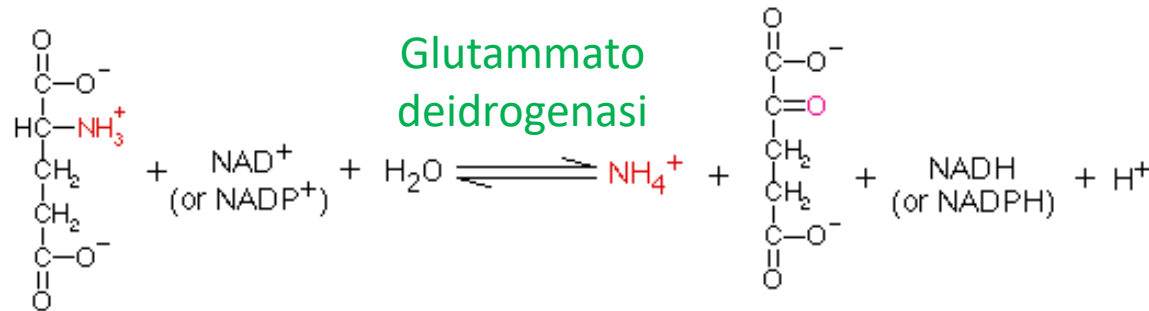 Glutammato
deidrogenasi
O
C—O⁻
HC—NH₃⁺
CH₂
CH₂
C—O⁻
O
+
NAD⁺
(or NADP⁺)
+
H₂O
NH₄⁺
+
O
C—O⁻
C=O
CH₂
CH₂
C—O⁻
O
+
NADH
(or NADPH)
+ H⁺